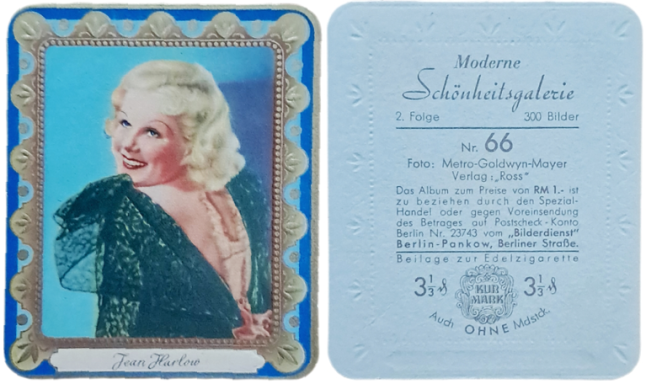 Jean Harlow
Moderne
Schönheitsgalerie
2. Folge 300 Bilder
Nr. 66
Foto: Metro-Goldwyn-Mayer
Verlag: „Ross"
Das Album zum Preise von RM 1.- ist
zu beziehen durch den Spezial-
Handel oder gegen Voreinsendung
des Betrages auf Postscheck-Konto
Berlin Nr. 23743 vom „Bilderdienst"
Berlin-Pankow, Berliner Straße.
Beilage zur Edelzigarette
3⅓ ₰ KUR MARK 3⅓ ₰
Auch OHNE Mdstck.